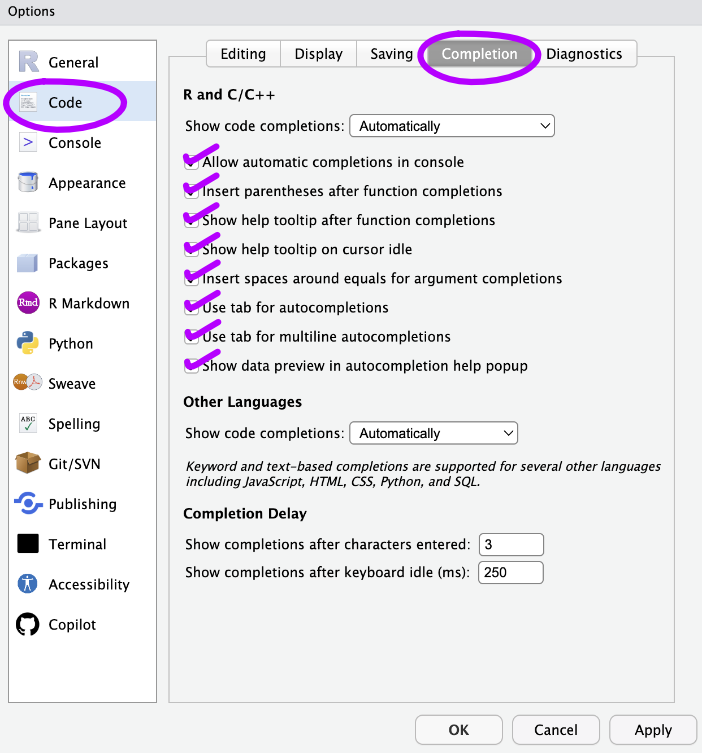 Options
General
Code
Console
Appearance
Pane Layout
Packages
Rmd R Markdown
Python
Rnw Sweave
ABC Spelling
Git/SVN
Publishing
Terminal
Accessibility
Copilot
Editing Display Saving Completion Diagnostics
R and C/C++
Show code completions: Automatically
Allow automatic completions in console
Insert parentheses after function completions
Show help tooltip after function completions
Show help tooltip on cursor idle
Insert spaces around equals for argument completions
Use tab for autocompletions
Use tab for multiline autocompletions
Show data preview in autocompletion help popup
Other Languages
Show code completions: Automatically
Keyword and text-based completions are supported for several other languages
including JavaScript, HTML, CSS, Python, and SQL.
Completion Delay
Show completions after characters entered: 3
Show completions after keyboard idle (ms): 250
OK Cancel Apply